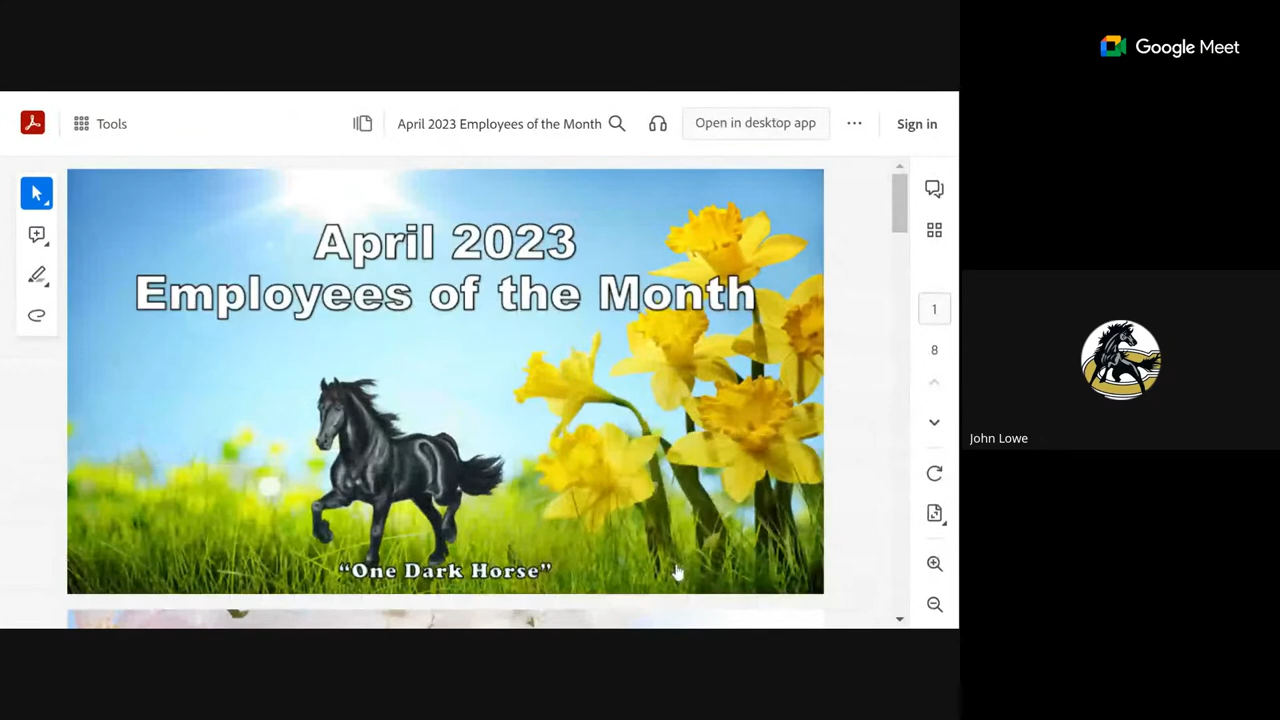 Google Meet
Tools
April 2023 Employees of the Month
Open in desktop app
Sign in
April 2023
Employees of the Month
"One Dark Horse"
1
8
John Lowe